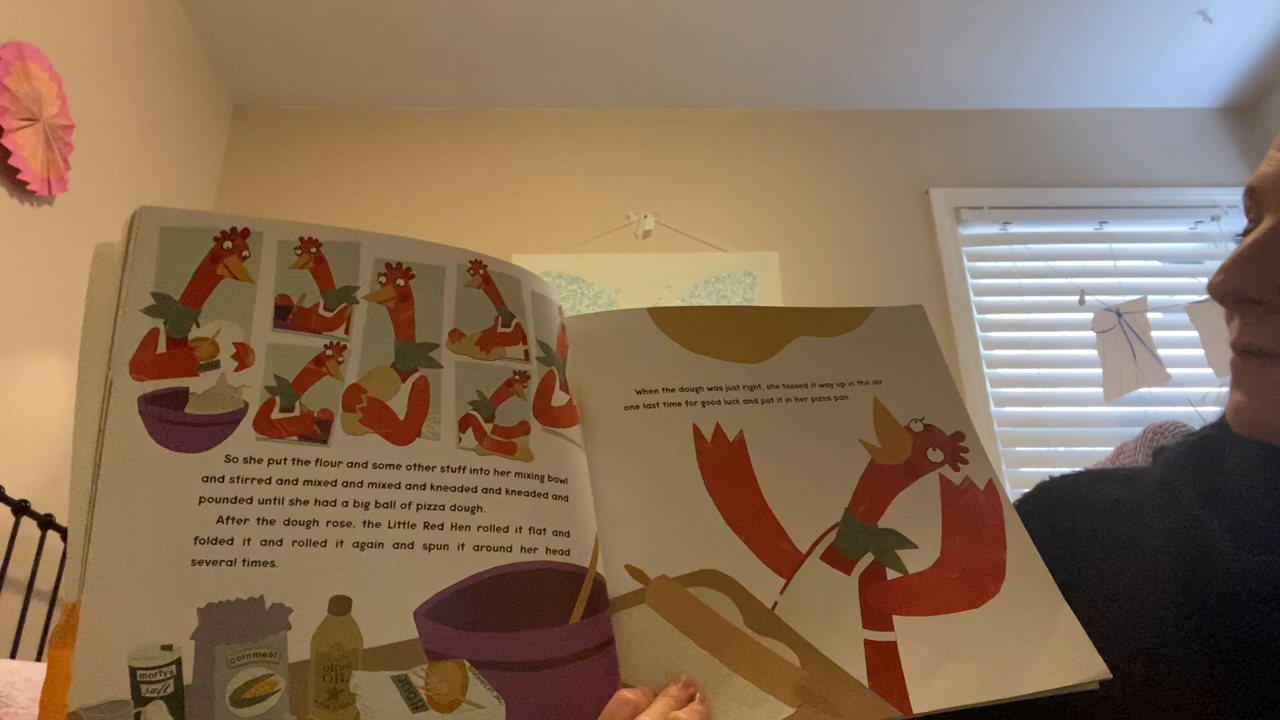 So she put the flour and some other stuff into her mixing bowl
and stirred and mixed and mixed and kneaded and kneaded and
pounded until she had a big ball of pizza dough.
After the dough rose, the Little Red Hen rolled it flat and
folded it and rolled it again and spun it around her head
several times.
morty's
salt
cornmeal
olive
OIL
FLOUR
When the dough was just right, she tossed it way up in the air
one last time for good luck and put it in her pizza pan.